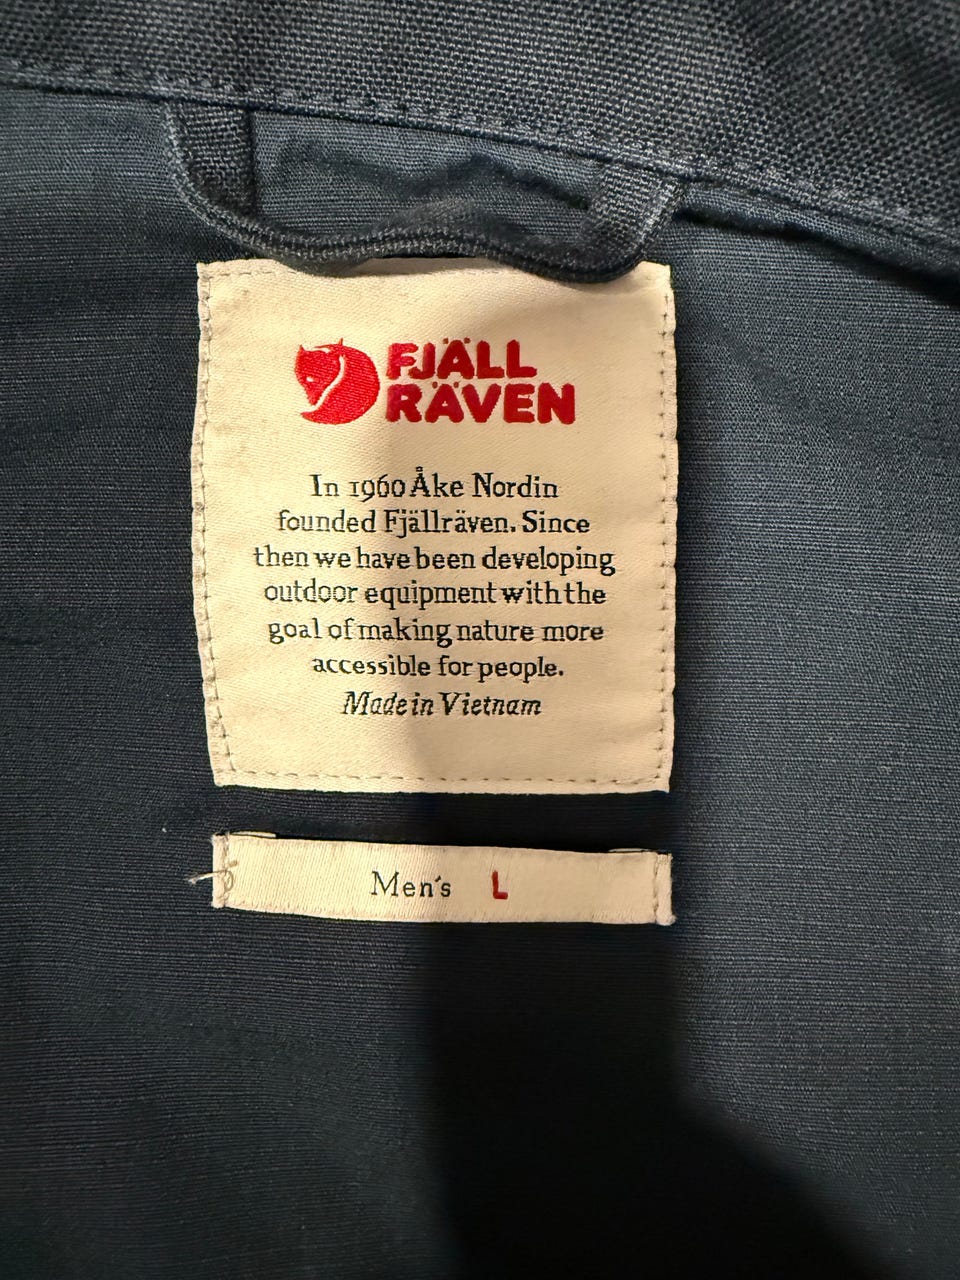 FJÄLL
RÄVEN
In 1960 Åke Nordin
founded Fjällräven. Since
then we have been developing
outdoor equipment with the
goal of making nature more
accessible for people.
Made in Vietnam
Men's L